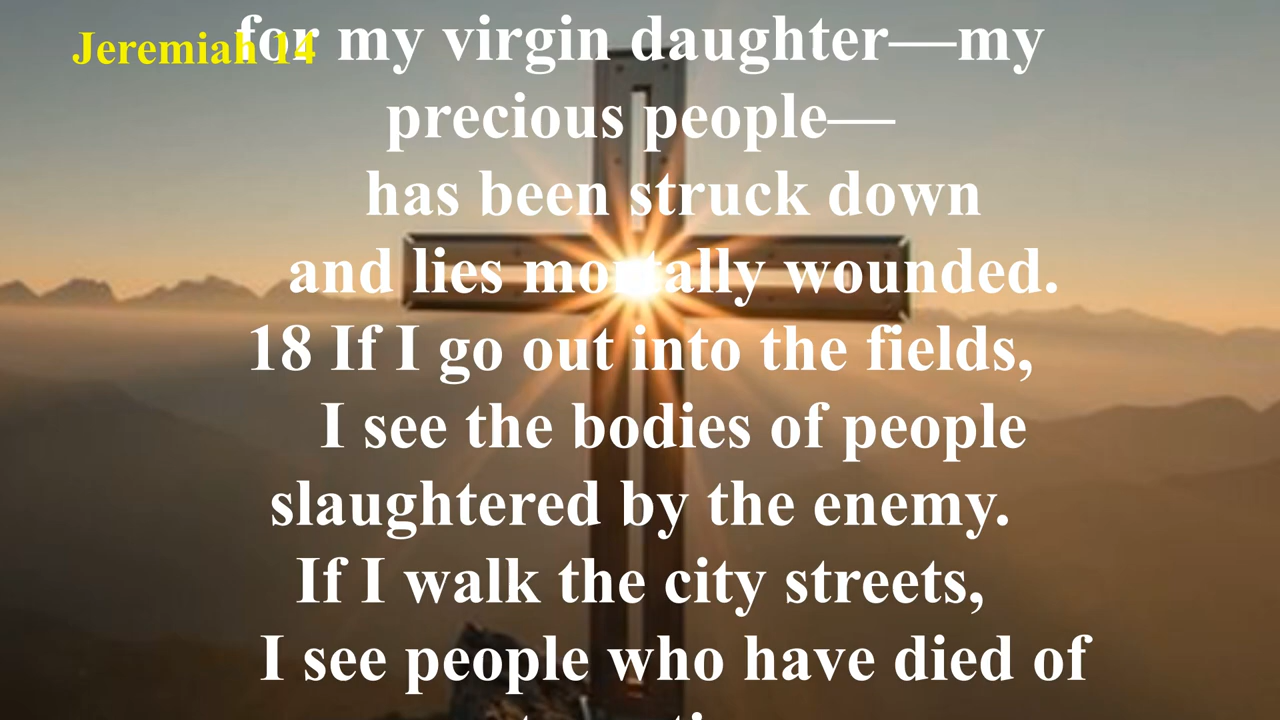 Jeremiah 14
for my virgin daughter—my
precious people—
has been struck down
and lies mortally wounded.
18 If I go out into the fields,
I see the bodies of people
slaughtered by the enemy.
If I walk the city streets,
I see people who have died of